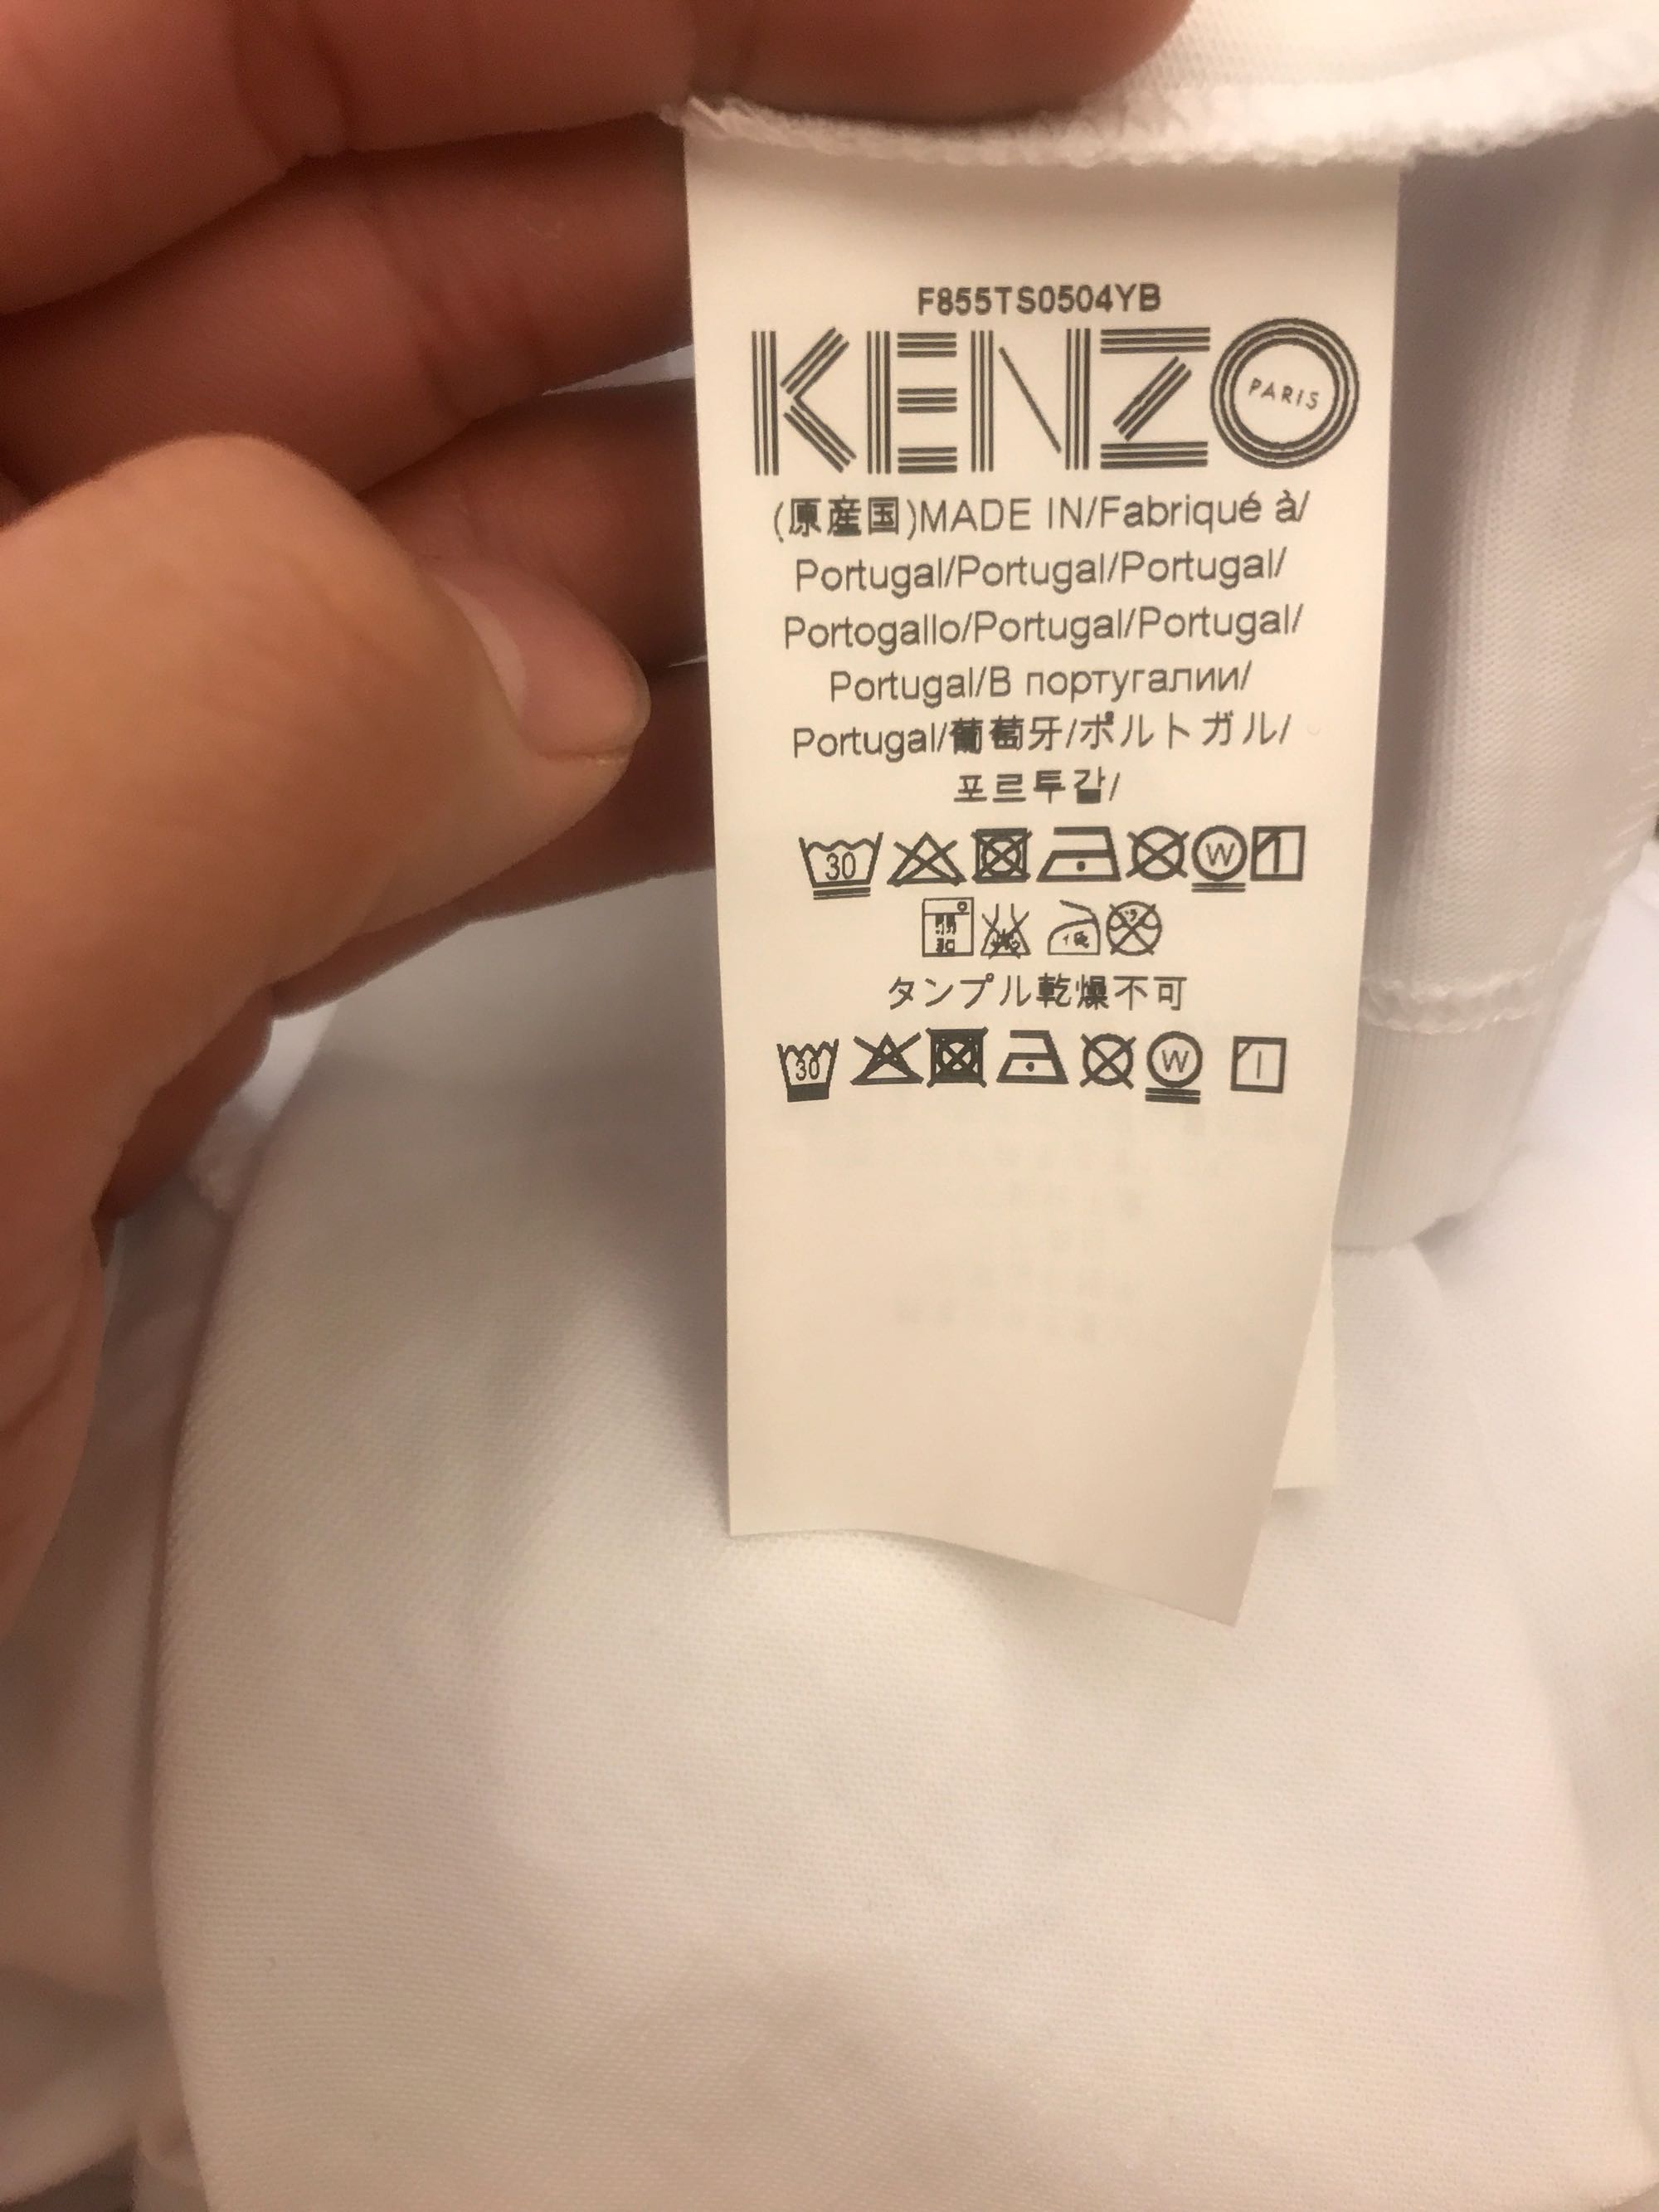 F855TS0504YB
KENZO PARIS
(原産国)MADE IN/Fabriqué à/
Portugal/Portugal/Portugal/
Portogallo/Portugal/Portugal/
Portugal/В португалии/
Portugal/葡萄牙/ポルトガル/
포르투갈/
30 W
タンプル乾燥不可
30 W